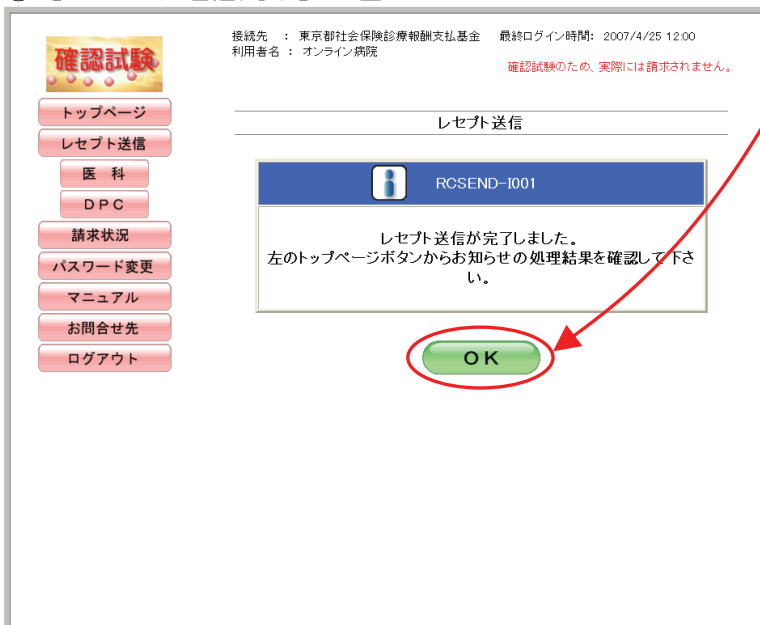 接続先 : 東京都社会保険診療報酬支払基金 最終ログイン時間: 2007/4/25 12:00
利用者名 : オンライン病院
確認試験のため、実際には請求されません。
確認試験
トップページ
レセプト送信
医 科
DPC
請求状況
パスワード変更
マニュアル
お問合せ先
ログアウト
レセプト送信
RCSEND-I001
レセプト送信が完了しました。
左のトップページボタンからお知らせの処理結果を確認して下さ
い。
OK